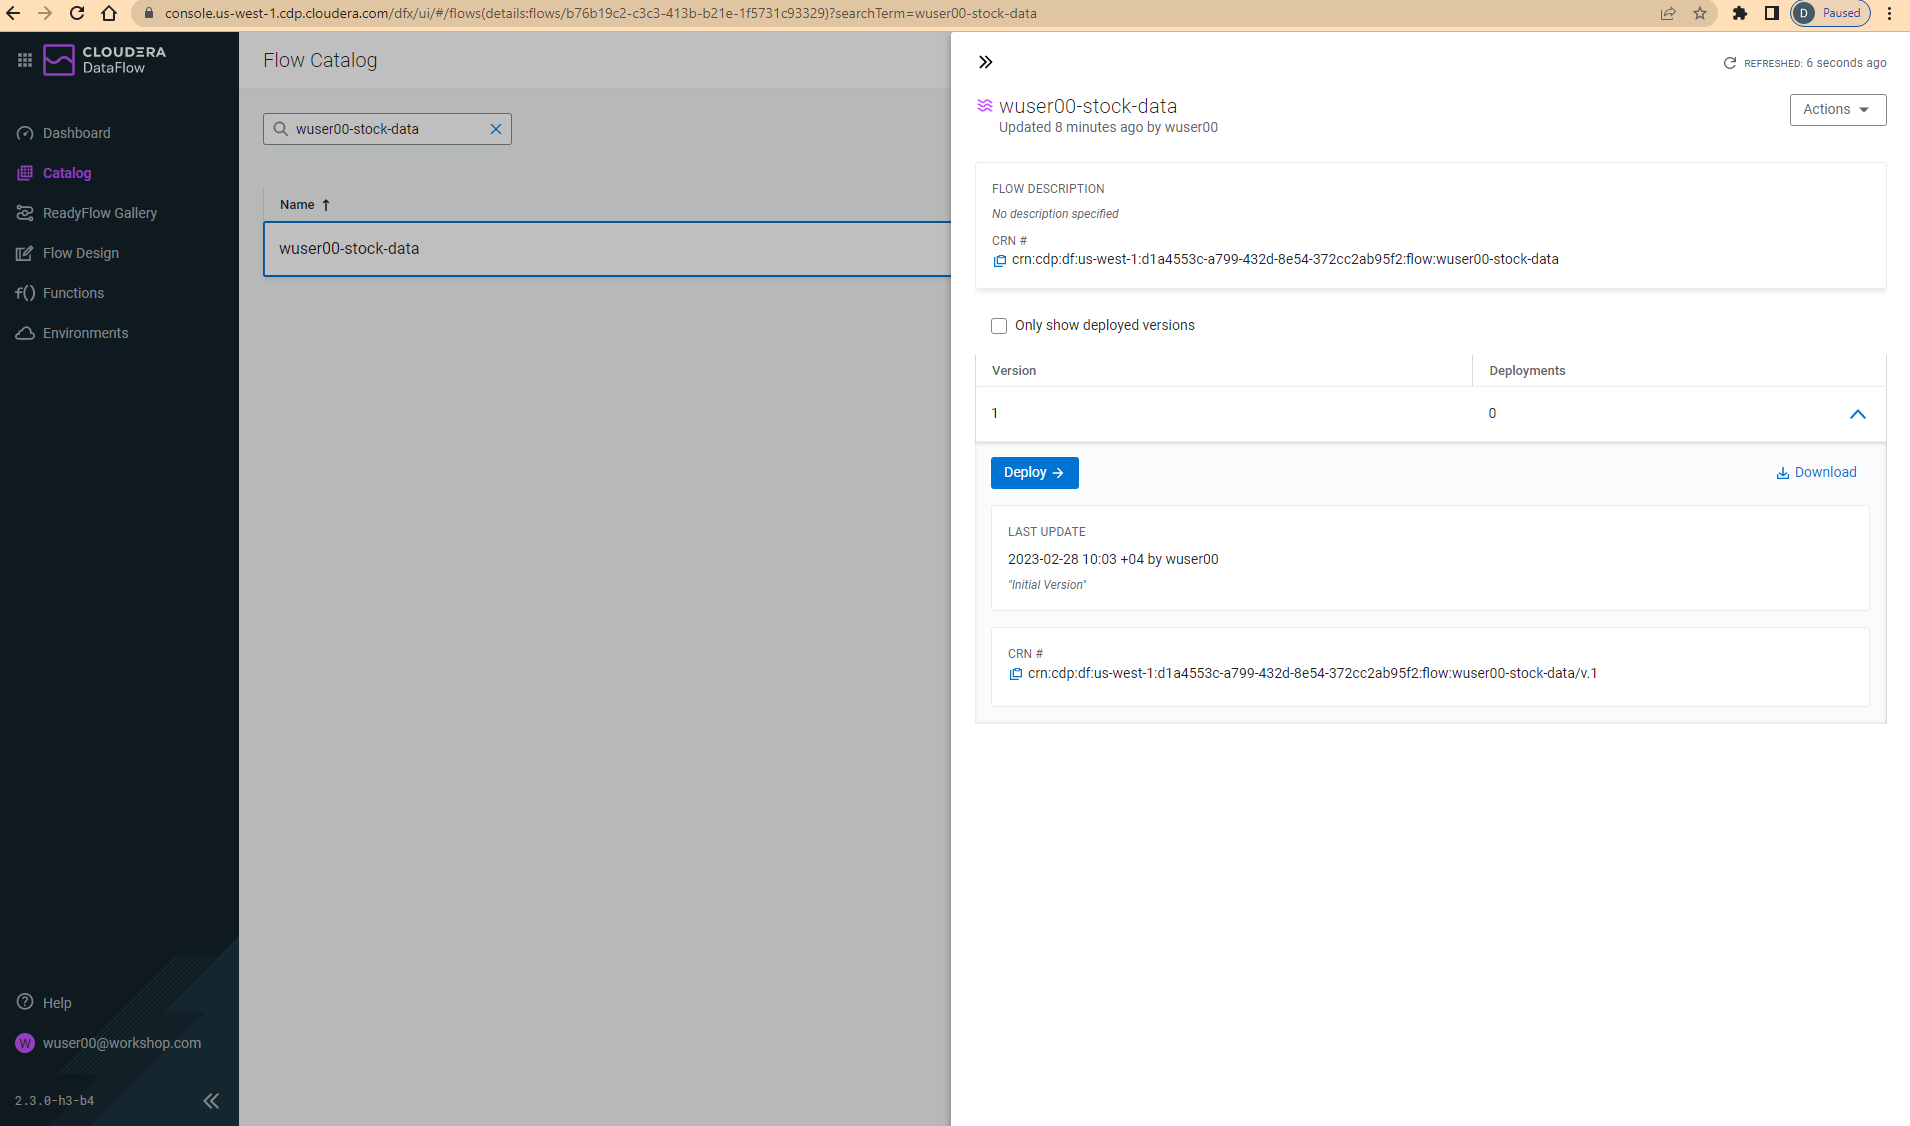 console.us-west-1.cdp.cloudera.com/dfx/ui/#/flows(details:flows/b76b19c2-c3c3-413b-b21e-1f5731c93329)?searchTerm=wuser00-stock-data
D Paused
CLOUDERA
DataFlow
Dashboard
Catalog
ReadyFlow Gallery
f() Functions
Flow Design
Environments
Help
W wuser00@workshop.com
2.3.0-h3-b4
Flow Catalog
wuser00-stock-data
Name
wuser00-stock-data
REFRESHED: 6 seconds ago
wuser00-stock-data
Updated 8 minutes ago by wuser00
Actions
FLOW DESCRIPTION
No description specified
CRN #
crn:cdp:df:us-west-1:d1a4553c-a799-432d-8e54-372cc2ab95f2:flow:wuser00-stock-data
Only show deployed versions
Version Deployments
1 0
Deploy Download
LAST UPDATE
2023-02-28 10:03 +04 by wuser00
"Initial Version"
CRN #
crn:cdp:df:us-west-1:d1a4553c-a799-432d-8e54-372cc2ab95f2:flow:wuser00-stock-data/v.1